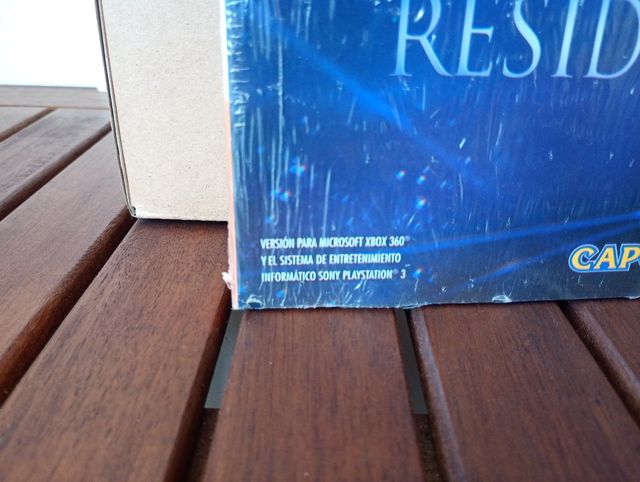 RESID
VERSIÓN PARA MICROSOFT XBOX 360®
Y EL SISTEMA DE ENTRETENIMIENTO
INFORMÁTICO SONY PLAYSTATION® 3
CAP